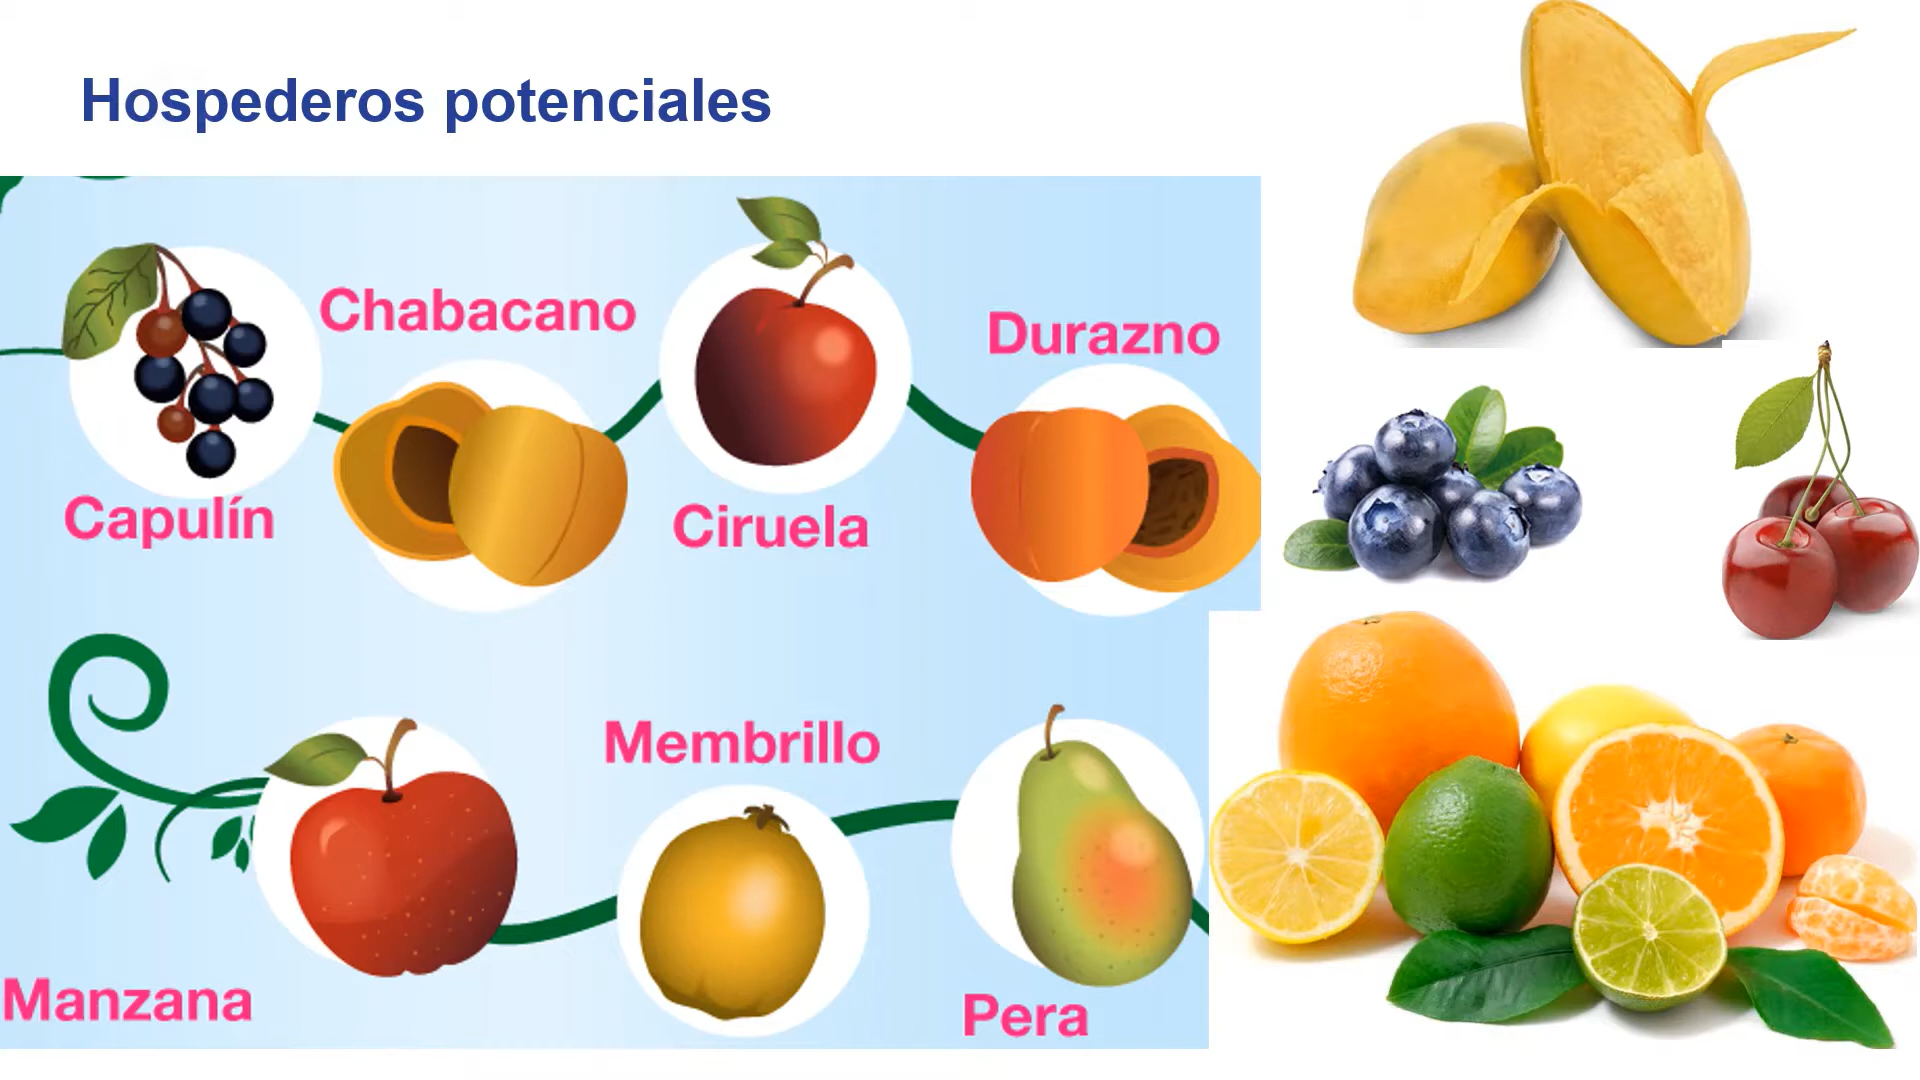 Hospederos potenciales
Capulín
Chabacano
Ciruela
Durazno
Manzana
Membrillo
Pera